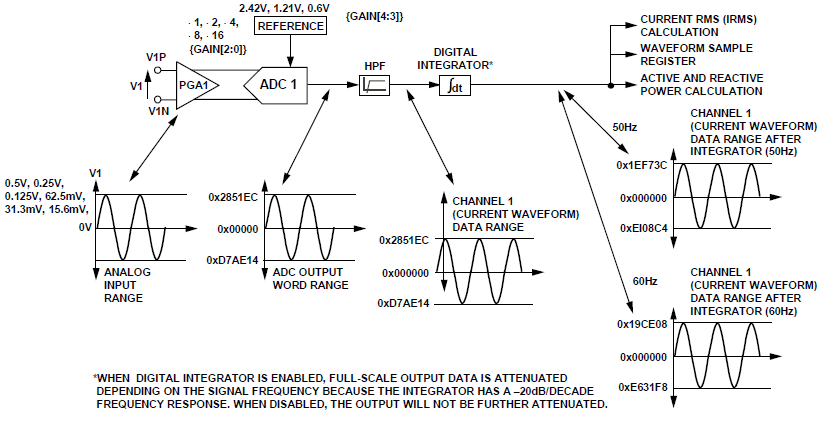 2.42V, 1.21V, 0.6V
{GAIN[4:3]}
· 1, · 2, · 4,
· 8, · 16
{GAIN[2:0]}
REFERENCE
V1P
V1
V1N
PGA1
ADC 1
HPF
DIGITAL
INTEGRATOR*
∫dt
CURRENT RMS (IRMS)
CALCULATION
WAVEFORM SAMPLE
REGISTER
ACTIVE AND REACTIVE
POWER CALCULATION
50Hz
CHANNEL 1
(CURRENT WAVEFORM)
DATA RANGE AFTER
INTEGRATOR (50Hz)
0x1EF73C
0x000000
0xEI08C4
V1
0.5V, 0.25V,
0.125V, 62.5mV,
31.3mV, 15.6mV,
0V
ANALOG
INPUT
RANGE
0x2851EC
0x00000
0xD7AE14
ADC OUTPUT
WORD RANGE
CHANNEL 1
(CURRENT WAVEFORM)
DATA RANGE
0x2851EC
0x000000
0xD7AE14
60Hz
CHANNEL 1
(CURRENT WAVEFORM)
DATA RANGE AFTER
INTEGRATOR (60Hz)
0x19CE08
0x000000
0xE631F8
*WHEN DIGITAL INTEGRATOR IS ENABLED, FULL-SCALE OUTPUT DATA IS ATTENUATED
DEPENDING ON THE SIGNAL FREQUENCY BECAUSE THE INTEGRATOR HAS A –20dB/DECADE
FREQUENCY RESPONSE. WHEN DISABLED, THE OUTPUT WILL NOT BE FURTHER ATTENUATED.